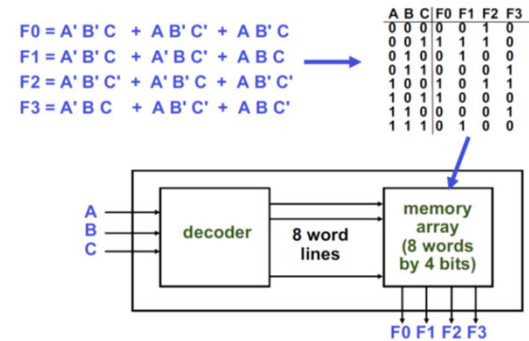 F0 = A' B' C + A B' C' + A B' C
F1 = A' B' C + A' B C' + A B C
F2 = A' B' C' + A' B' C + A B' C'
F3 = A' B C + A B' C' + A B C'
A B C F0 F1 F2 F3
0 0 0 0 0 1 0
0 0 1 1 1 1 0
0 1 0 0 1 0 0
0 1 1 0 0 0 1
1 0 0 1 0 1 1
1 0 1 1 0 0 0
1 1 0 0 0 0 1
1 1 1 0 1 0 0
A
B
C
decoder
8 word
lines
memory
array
(8 words
by 4 bits)
F0 F1 F2 F3